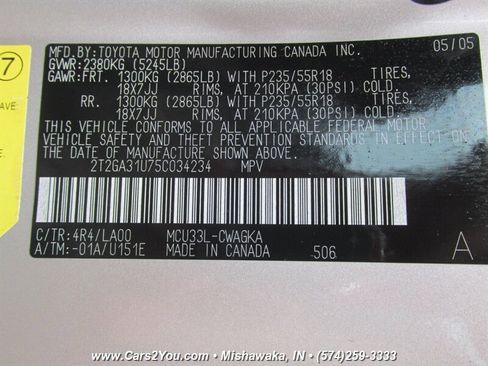 MFD.BY:TOYOTA MOTOR MANUFACTURING CANADA INC. 05/05
GVWR:2380KG (5245LB)
GAWR:FRT. 1300KG (2865LB) WITH P235/55R18 TIRES,
18X7JJ RIMS, AT 210KPA (30PSI) COLD.
RR. 1300KG (2865LB) WITH P235/55R18 TIRES,
18X7JJ RIMS, AT 210KPA (30PSI) COLD.
THIS VEHICLE CONFORMS TO ALL APPLICABLE FEDERAL MOTOR
VEHICLE SAFETY AND THEFT PREVENTION STANDARDS IN EFFECT ON
THE DATE OF MANUFACTURE SHOWN ABOVE.
2T2GA31U75C034234 MPV
C/TR:4R4/LA00 MCU33L-CWAGKA
A/TM:-01A/U151E MADE IN CANADA 506 A
7
AVE:
www.Cars2You.com - Mishawaka, IN - (574)259-3333